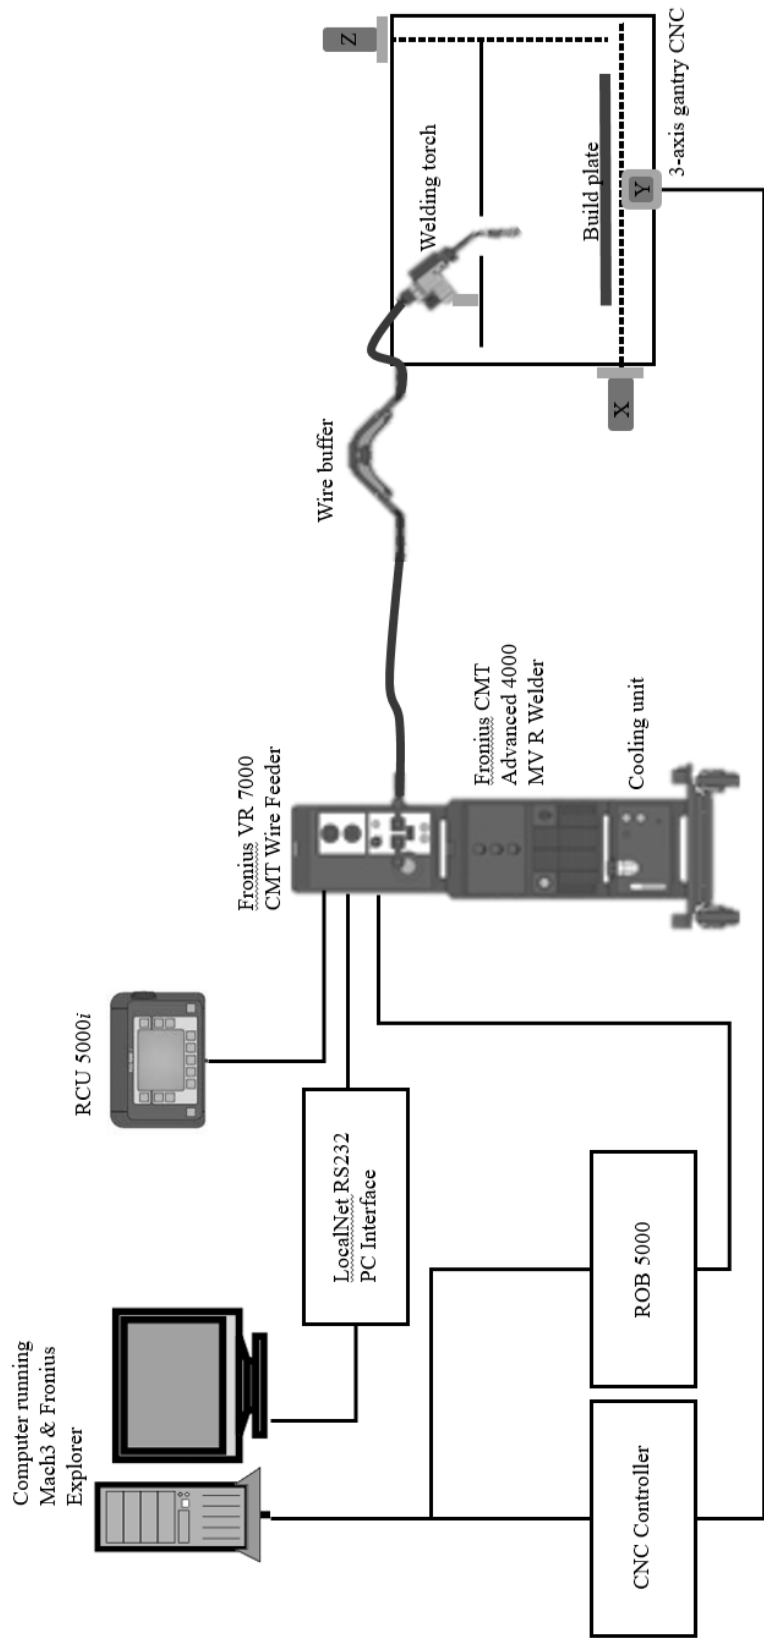 Computer running
Mach3 & Fronius
Explorer
RCU 5000i
Fronius VR 7000
CMT Wire Feeder
Wire buffer
Welding torch
Z
LocalNet RS232
PC Interface
Fronius CMT
Advanced 4000
MV R Welder
Cooling unit
Build plate
X
Y
3-axis gantry CNC
CNC Controller
ROB 5000